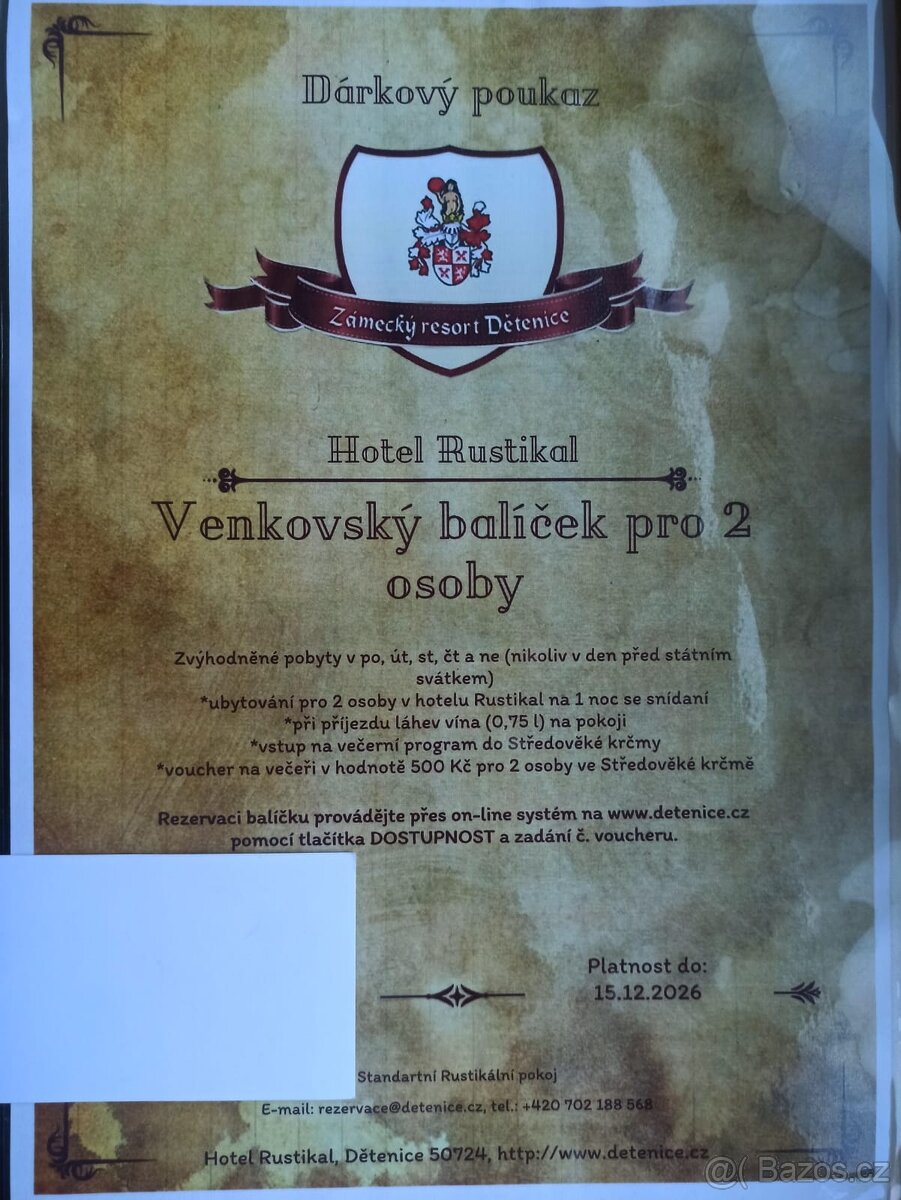 Dárkový poukaz
Zámecký resort Dětenice
Hotel Rustikal
Venkovský balíček pro 2
osoby
Zvýhodněné pobyty v po, út, st, čt a ne (nikoliv v den před státním
svátkem)
*ubytování pro 2 osoby v hotelu Rustikal na 1 noc se snídaní
*při příjezdu láhev vína (0,75 l) na pokoji
*vstup na večerní program do Středověké krčmy
*voucher na večeři v hodnotě 500 Kč pro 2 osoby ve Středověké krčmě
Rezervaci balíčku provádějte přes on-line systém na www.detenice.cz
pomocí tlačítka DOSTUPNOST a zadání č. voucheru.
Platnost do:
15.12.2026
Standartní Rustikální pokoj
E-mail: rezervace@detenice.cz, tel.: +420 702 188 568
Hotel Rustikal, Dětenice 50724, http://www.detenice.cz
@( Bazoš.cz